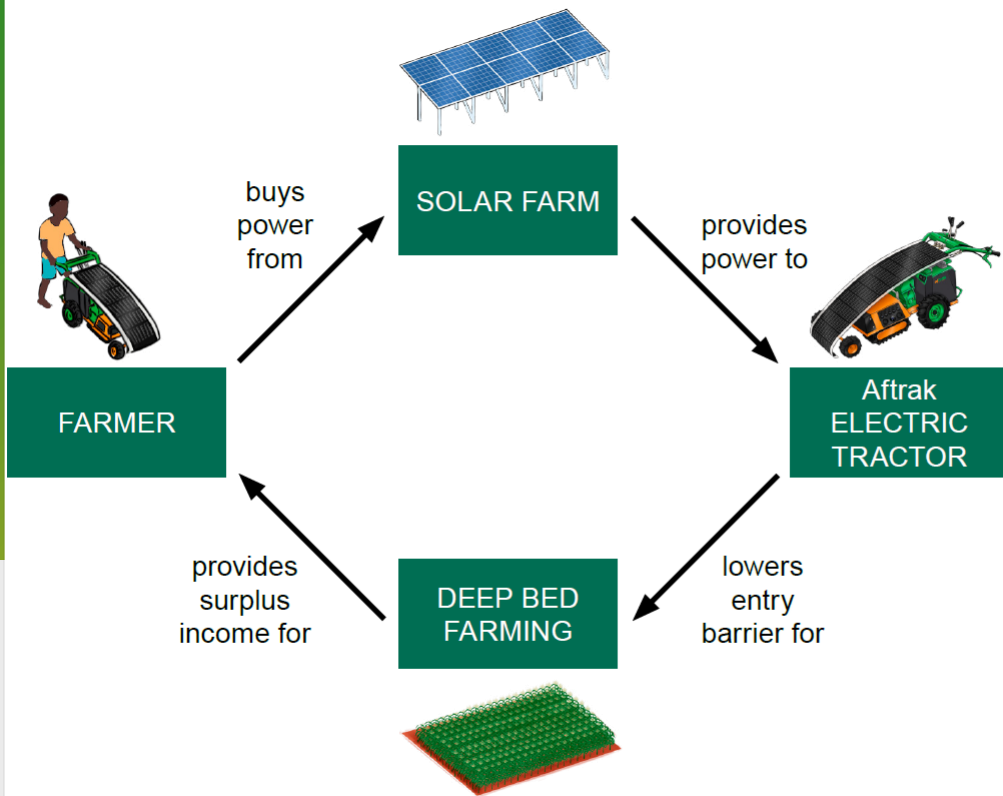 SOLAR FARM
buys
power
from
provides
power to
FARMER
Aftrak
ELECTRIC
TRACTOR
provides
surplus
income for
DEEP BED
FARMING
lowers
entry
barrier for